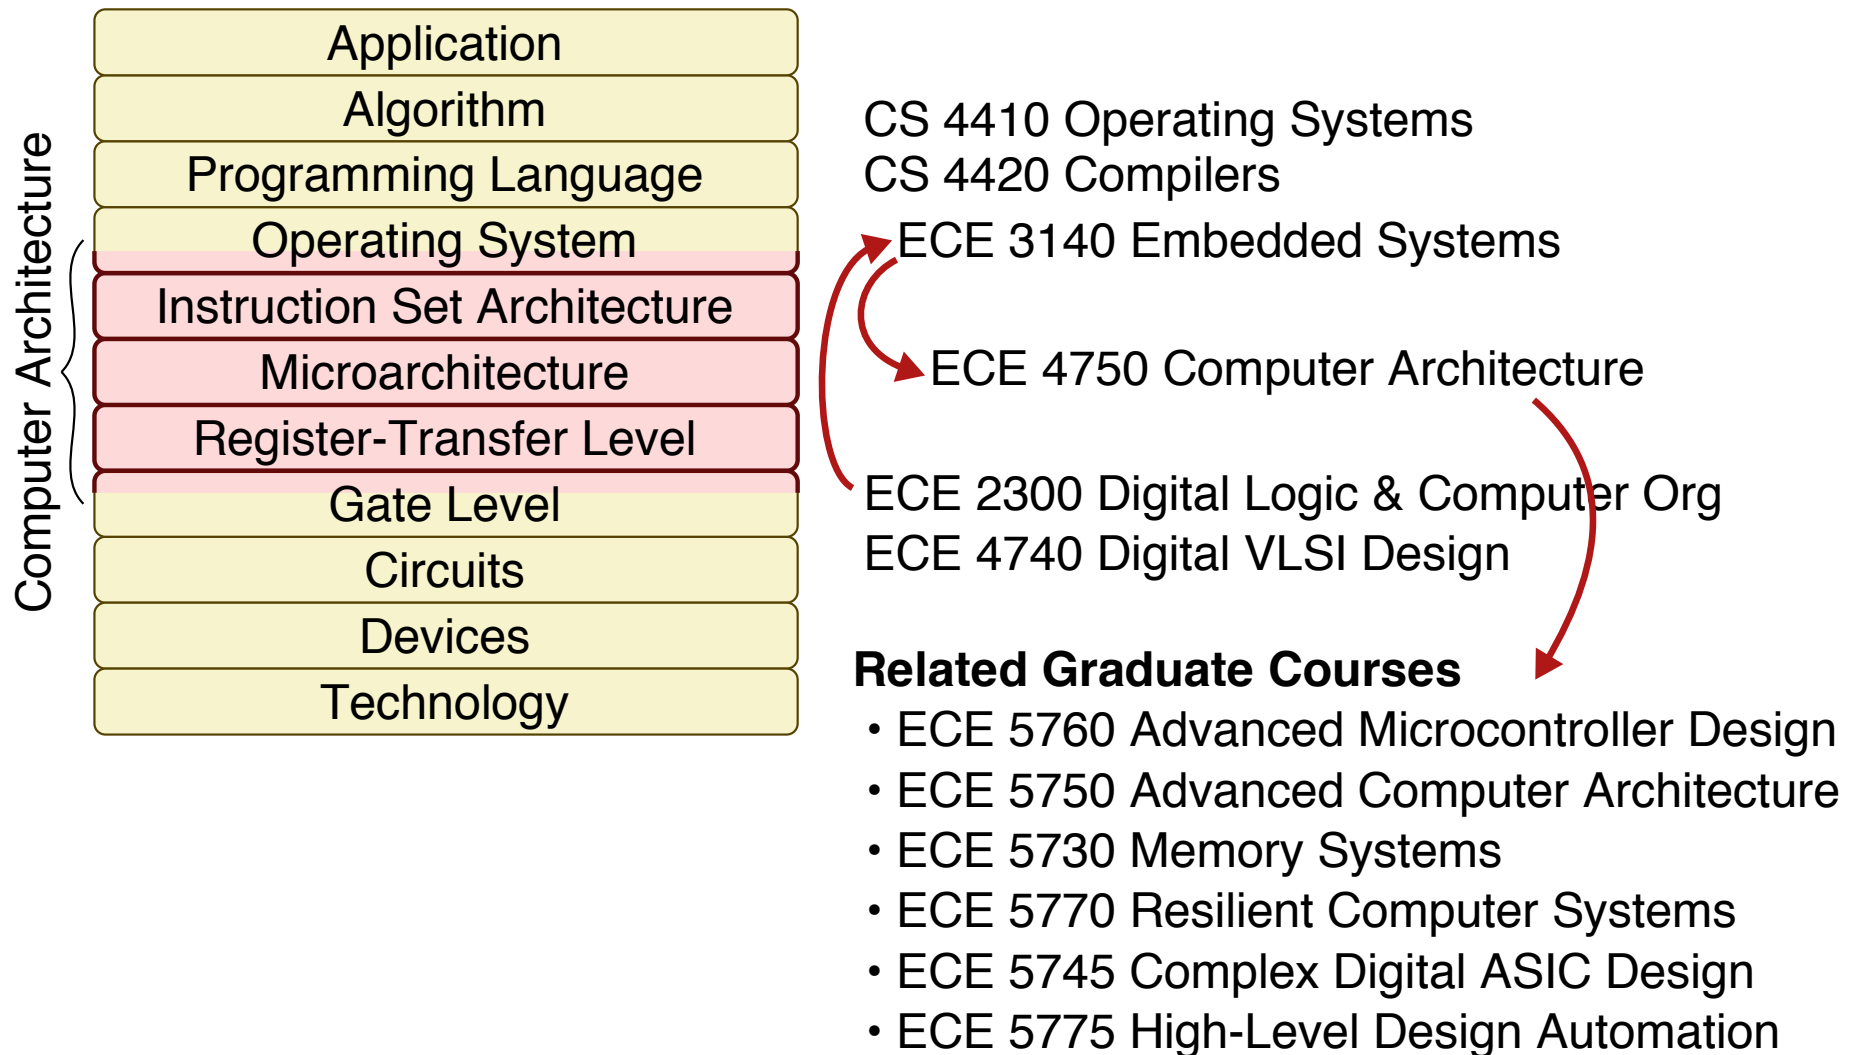 Computer Architecture
Application
Algorithm
Programming Language
Operating System
Instruction Set Architecture
Microarchitecture
Register-Transfer Level
Gate Level
Circuits
Devices
Technology
CS 4410 Operating Systems
CS 4420 Compilers
ECE 3140 Embedded Systems
ECE 4750 Computer Architecture
ECE 2300 Digital Logic & Computer Org
ECE 4740 Digital VLSI Design
Related Graduate Courses
• ECE 5760 Advanced Microcontroller Design
• ECE 5750 Advanced Computer Architecture
• ECE 5730 Memory Systems
• ECE 5770 Resilient Computer Systems
• ECE 5745 Complex Digital ASIC Design
• ECE 5775 High-Level Design Automation